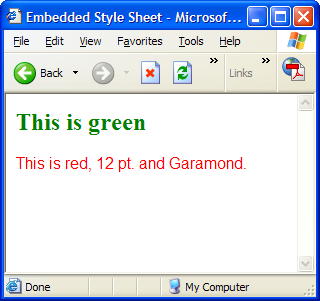 Embedded Style Sheet - Microsof...
File Edit View Favorites Tools Help
Back » Links »
This is green
This is red, 12 pt. and Garamond.
Done My Computer